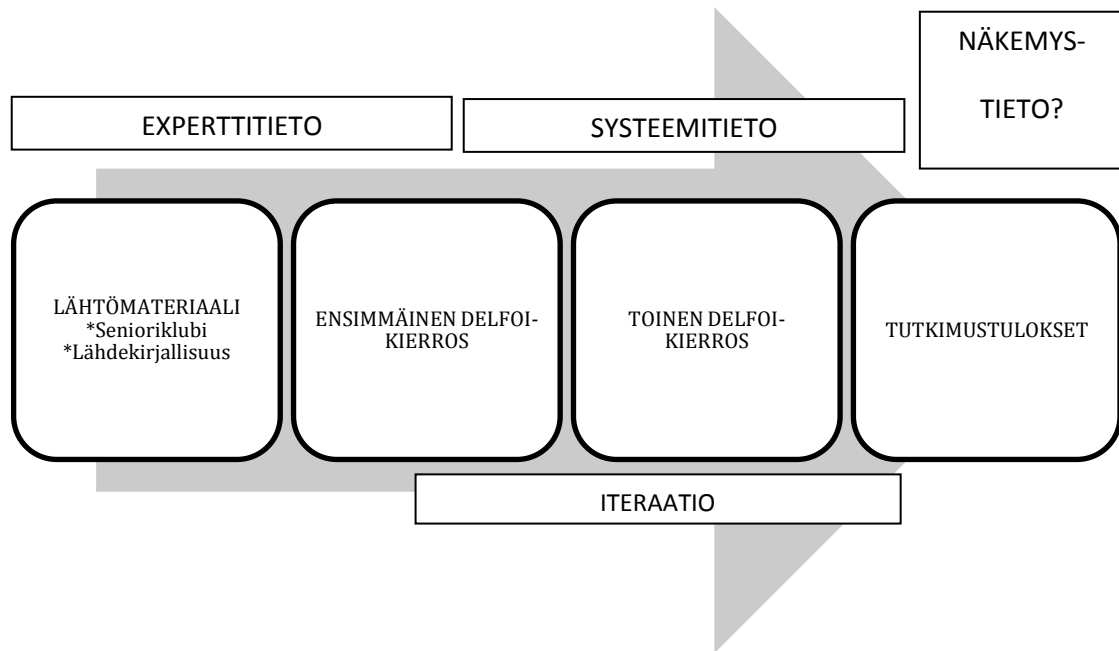 NÄKEMYS-
TIETO?
EXPERTTITIETO
SYSTEEMITIETO
LÄHTÖMATERIAALI
*Senioriklubi
*Lähdekirjallisuus
ENSIMMÄINEN DELFOI-
KIERROS
TOINEN DELFOI-
KIERROS
TUTKIMUSTULOKSET
ITERAATIO